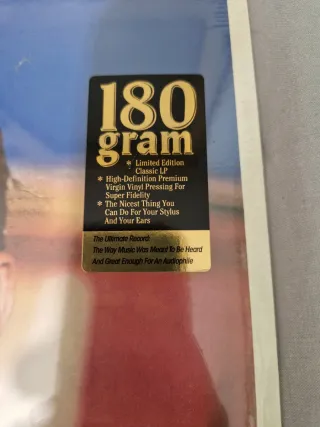 180
gram
* Limited Edition
Classic LP
* High-Definition Premium
Virgin Vinyl Pressing For
Super Fidelity
* The Nicest Thing You
Can Do For Your Stylus
And Your Ears
The Ultimate Record:
The Way Music Was Meant To Be Heard
And Great Enough For An Audiophile